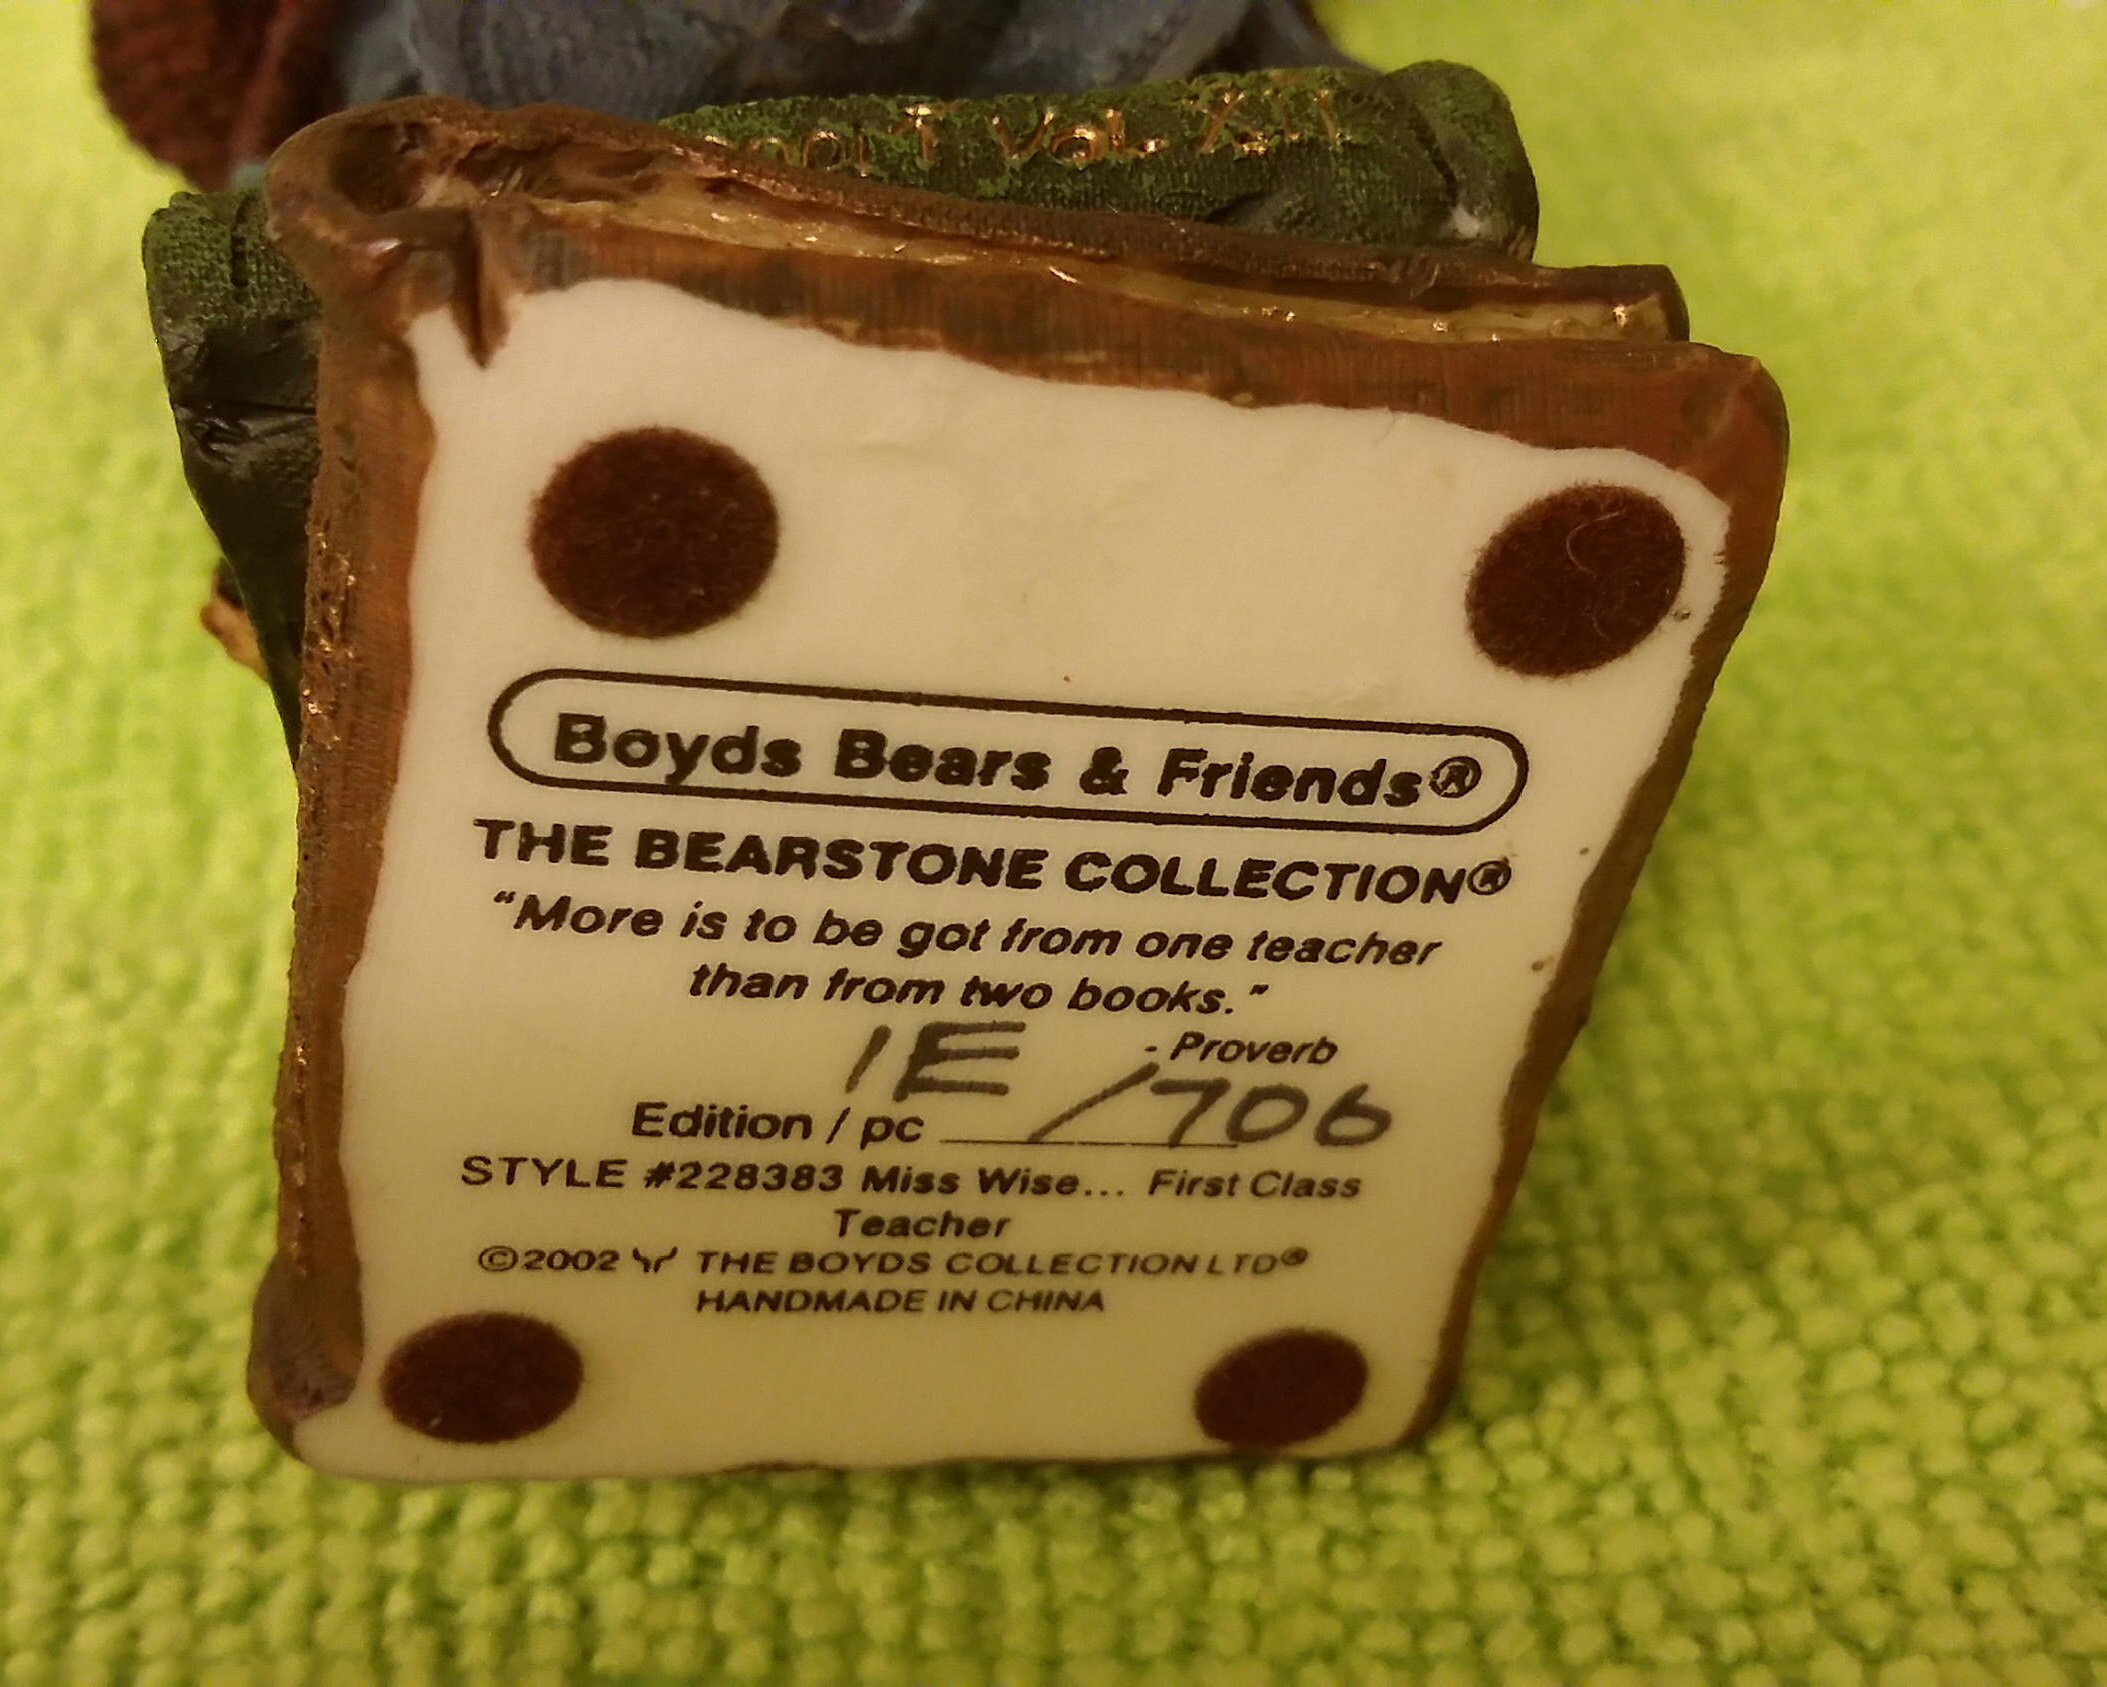 VOL XII
Boyds Bears & Friends®
THE BEARSTONE COLLECTION®
“More is to be got from one teacher
than from two books.”
- Proverb
1E /706
Edition / pc
STYLE #228383 Miss Wise... First Class
Teacher
©2002 THE BOYDS COLLECTION LTD®
HANDMADE IN CHINA